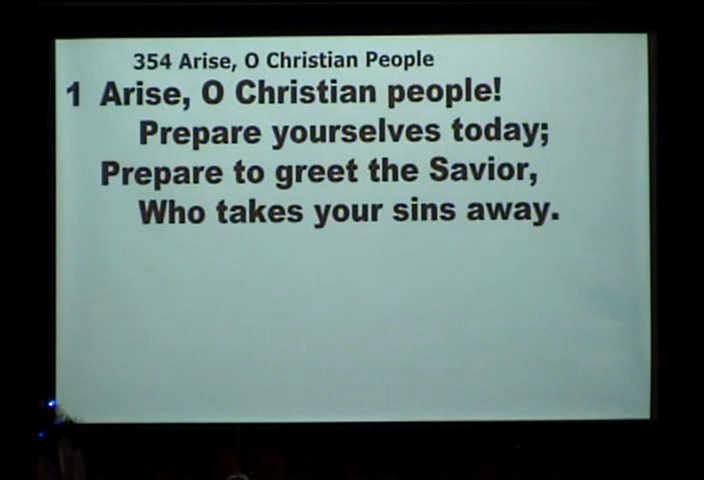 354 Arise, O Christian People
1 Arise, O Christian people!
Prepare yourselves today;
Prepare to greet the Savior,
Who takes your sins away.